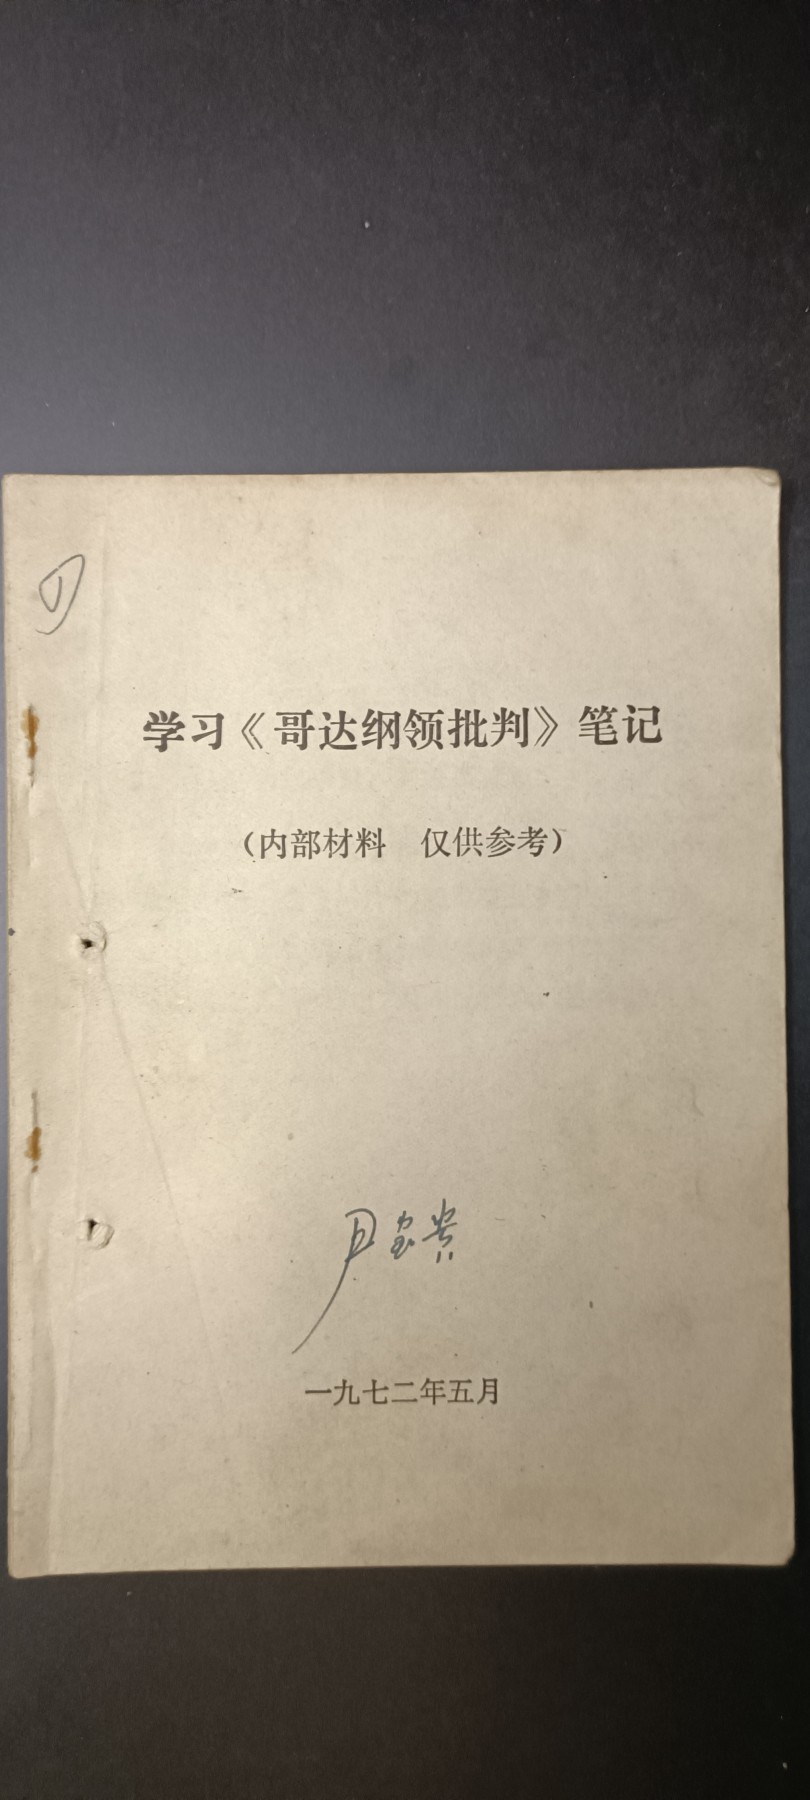 学习《哥达纲领批判》笔记
（内部材料　仅供参考）
一九七二年五月